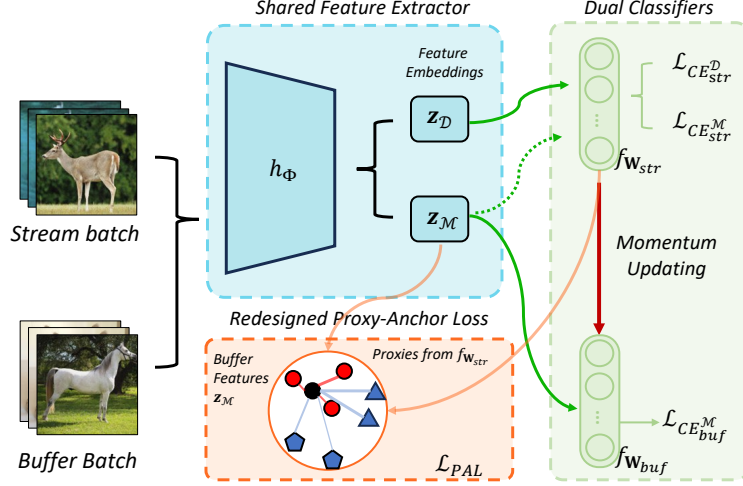 Shared Feature Extractor
Dual Classifiers
Feature
Embeddings
h_Φ
z_𝒟
z_ℳ
Stream batch
Buffer Batch
ℒ_{CE_{str}^{𝒟}}
ℒ_{CE_{str}^{ℳ}}
...
f_{W_{str}}
Momentum
Updating
Redesigned Proxy-Anchor Loss
Buffer
Features
z_ℳ
Proxies from f_{W_{str}}
ℒ_{PAL}
...
ℒ_{CE_{buf}^{ℳ}}
f_{W_{buf}}